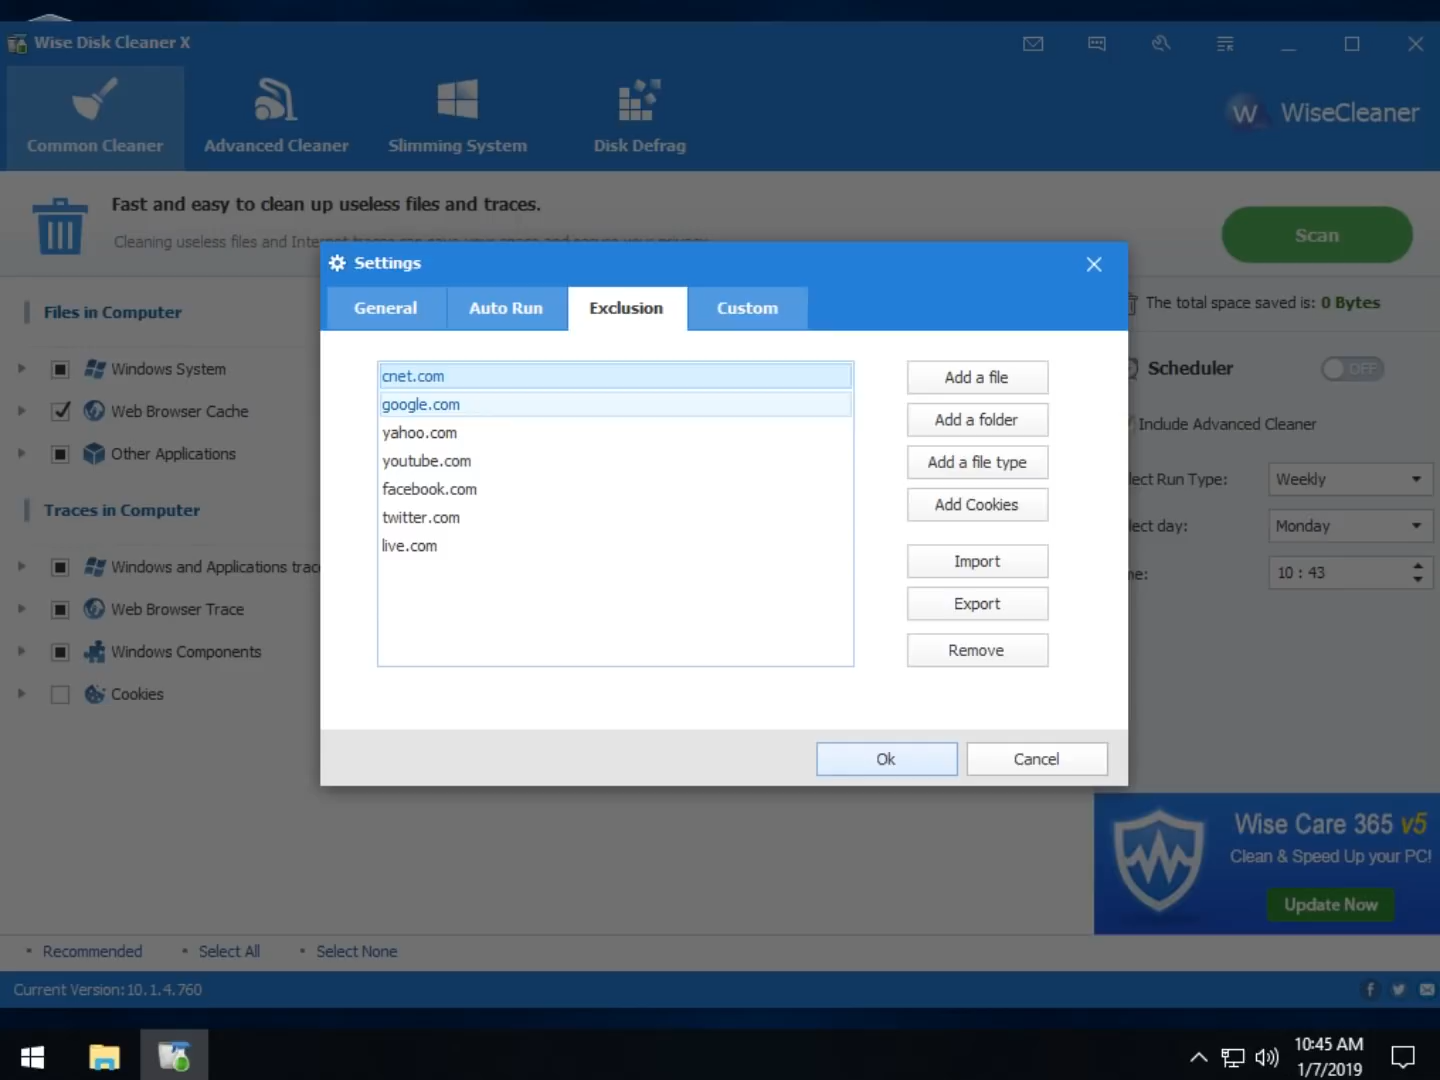 Wise Disk Cleaner X
Common Cleaner
Advanced Cleaner
Slimming System
Disk Defrag
W WiseCleaner
Fast and easy to clean up useless files and traces.
Cleaning useless files and
Scan
Settings
General
Auto Run
Exclusion
Custom
The total space saved is: 0 Bytes
Files in Computer
Windows System
Web Browser Cache
Other Applications
Traces in Computer
Windows and Applications trac
Web Browser Trace
Windows Components
Cookies
cnet.com
google.com
yahoo.com
youtube.com
facebook.com
twitter.com
live.com
Add a file
Add a folder
Add a file type
Add Cookies
Import
Export
Remove
Ok
Cancel
Scheduler
OFF
Include Advanced Cleaner
lect Run Type:
Weekly
lect day:
Monday
ne:
10 : 43
Wise Care 365 v5
Clean & Speed Up your PC!
Update Now
Recommended
Select All
Select None
Current Version:10.1.4.760
10:45 AM
1/7/2019